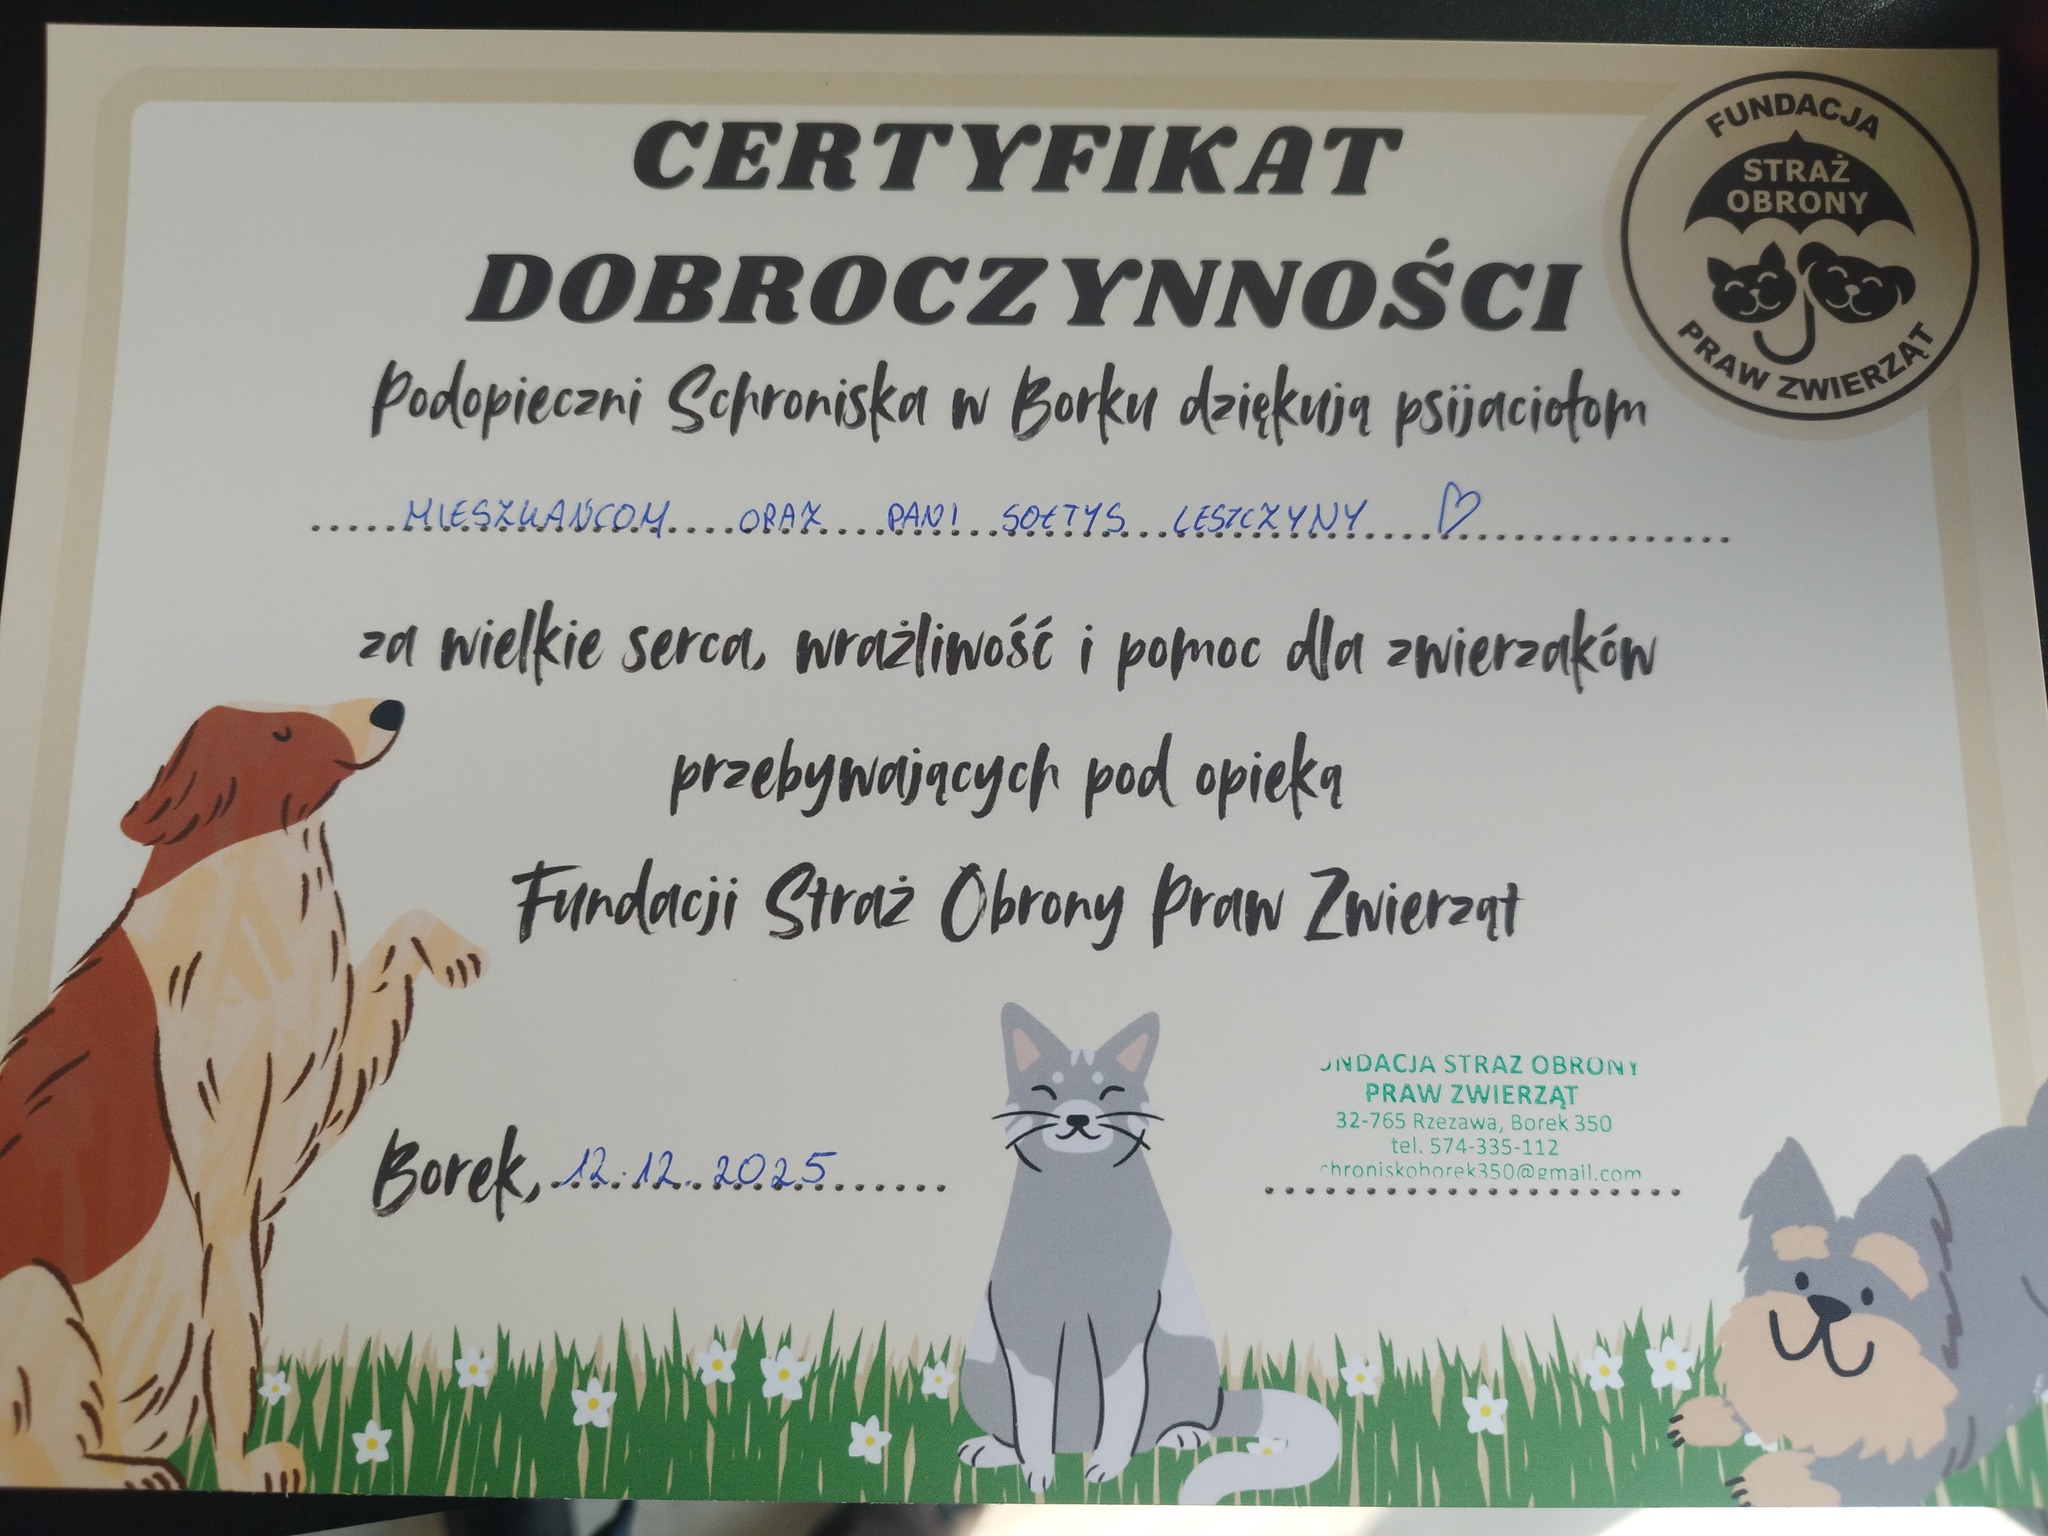 CERTYFIKAT
DOBROCZYNNOŚCI
FUNDACJA
STRAŻ
OBRONY
PRAW ZWIERZĄT
Podopieczni Schroniska w Borku dziękują psijaciołom
MIESZKAŃCOM ORAZ PANI SOŁTYS LESZCZYNY
za wielkie serca, wrażliwość i pomoc dla zwierzaków
przebywających pod opieką
Fundacji Straż Obrony Praw Zwierząt
UNDACJA STRAZ OBRONY
PRAW ZWIERZĄT
32-765 Rzezawa, Borek 350
tel. 574-335-112
chroniskoborek350@gmail.com
Borek, 12.12.2025